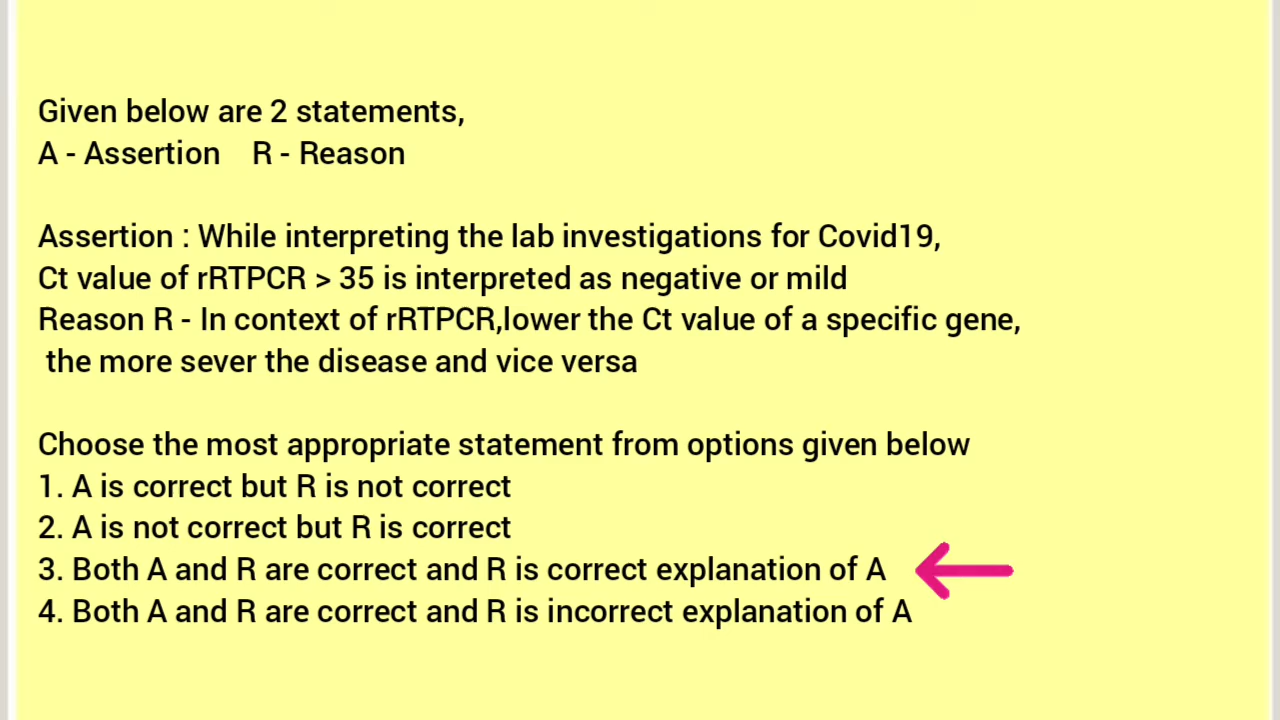 Given below are 2 statements,
A - Assertion    R - Reason
Assertion : While interpreting the lab investigations for Covid19,
Ct value of rRTPCR > 35 is interpreted as negative or mild
Reason R - In context of rRTPCR,lower the Ct value of a specific gene,
the more sever the disease and vice versa
Choose the most appropriate statement from options given below
1. A is correct but R is not correct
2. A is not correct but R is correct
3. Both A and R are correct and R is correct explanation of A
4. Both A and R are correct and R is incorrect explanation of A